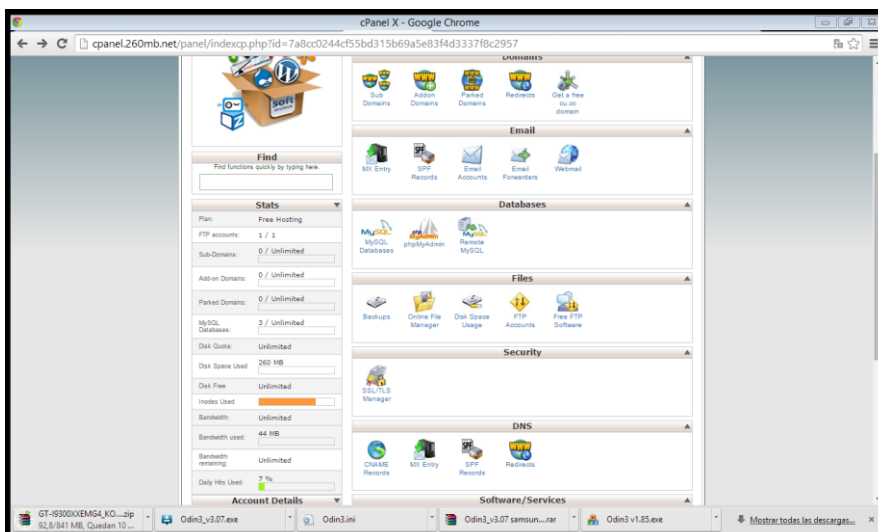 cPanel X - Google Chrome
cpanel.260mb.net/panel/indexcp.php?id=7a8cc0244cf55bd315b69a5e83f4d3337f8c2957
soft
Find
Find functions quickly by typing here.
Stats
Plan: Free Hosting
FTP accounts: 1 / 1
Sub-Domains: 0 / Unlimited
Add-on Domains: 0 / Unlimited
Parked Domains: 0 / Unlimited
MySQL Databases: 3 / Unlimited
Disk Quota: Unlimited
Disk Space Used 260 MB
Disk Free Unlimited
Inodes Used
Bandwidth: Unlimited
Bandwidth used: 44 MB
Bandwidth remaining: Unlimited
Daily Hits Used 7 %
Account Details
Domains
Sub Domains
Addon Domains
Parked Domains
Redirects
Get a free ou.cc domain
Email
MX Entry
SPF Records
Email Accounts
Email Forwarders
Webmail
Databases
MySQL Databases
phpMyAdmin
Remote MySQL
Files
Backups
Online File Manager
Disk Space Usage
FTP Accounts
Free FTP Software
Security
SSL/TLS Manager
DNS
CNAME Records
MX Entry
SPF Records
Redirects
Software/Services
GT-I9300XXEMG4_KO....zip
92,8/841 MB, Quedan 10 ...
Odin3_v3.07.exe
Odin3.ini
Odin3_v3.07 samsun....rar
Odin3 v1.85.exe
Mostrar todas las descargas...